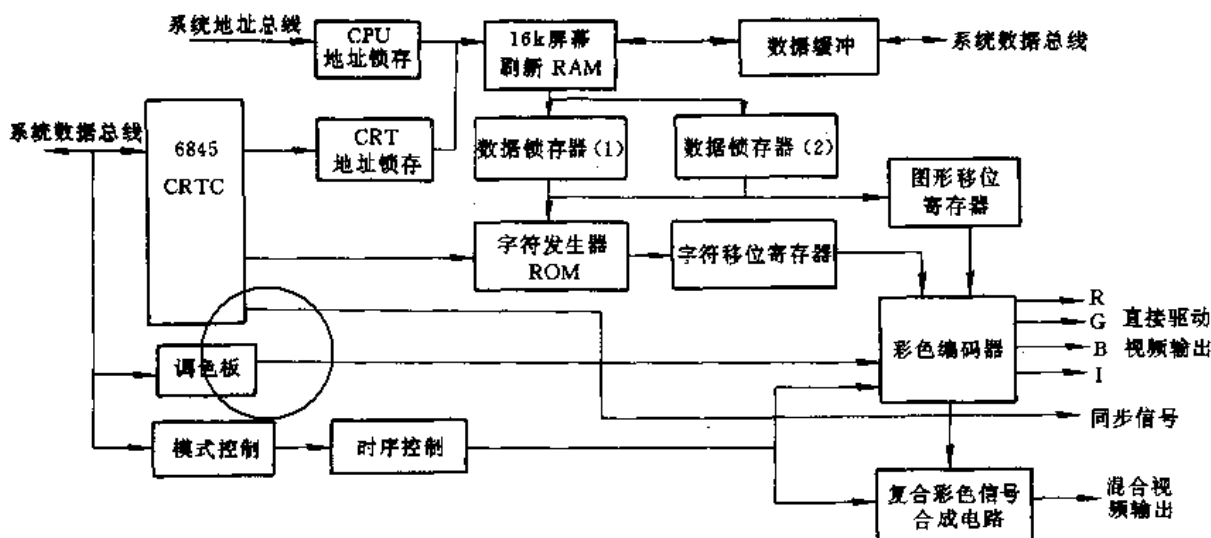 系统地址总线
CPU
地址锁存
16k屏幕
刷新 RAM
数据缓冲
系统数据总线
系统数据总线
6845
CRTC
CRT
地址锁存
数据锁存器(1)
数据锁存器(2)
图形移位
寄存器
字符发生器
ROM
字符移位寄存器
彩色编码器
R
G 直接驱动
B 视频输出
I
调色板
同步信号
模式控制
时序控制
复合彩色信号
合成电路
混合视
频输出